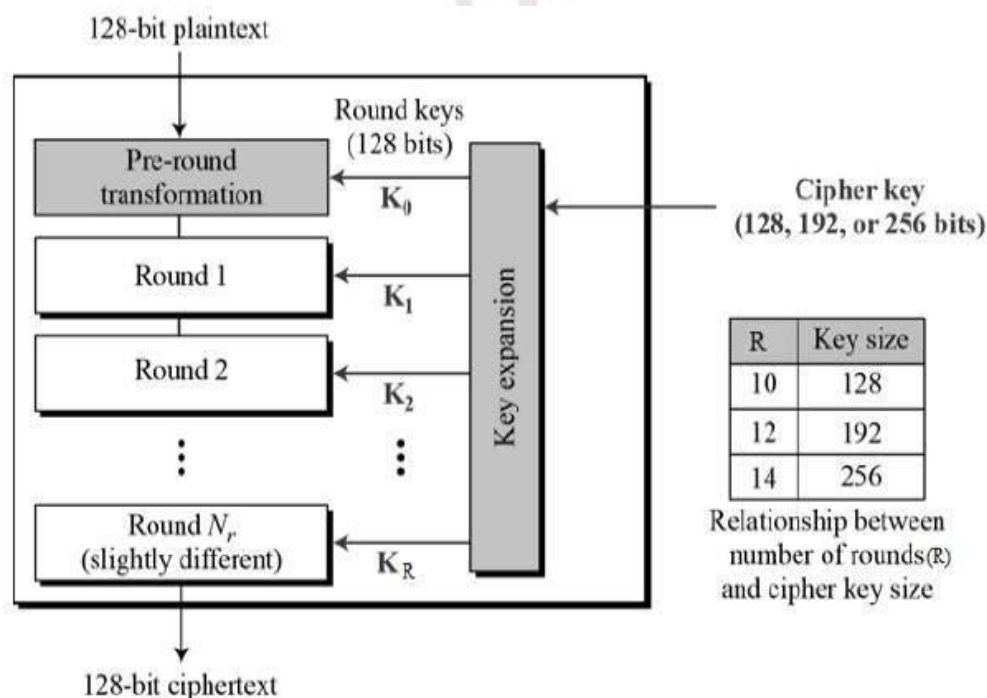 128-bit plaintext
Round keys
(128 bits)
Pre-round
transformation
K0
Cipher key
(128, 192, or 256 bits)
Round 1
K1
Round 2
K2
Key expansion
R Key size
10 128
12 192
14 256
Round Nr
(slightly different)
KR
Relationship between
number of rounds(R)
and cipher key size
128-bit ciphertext